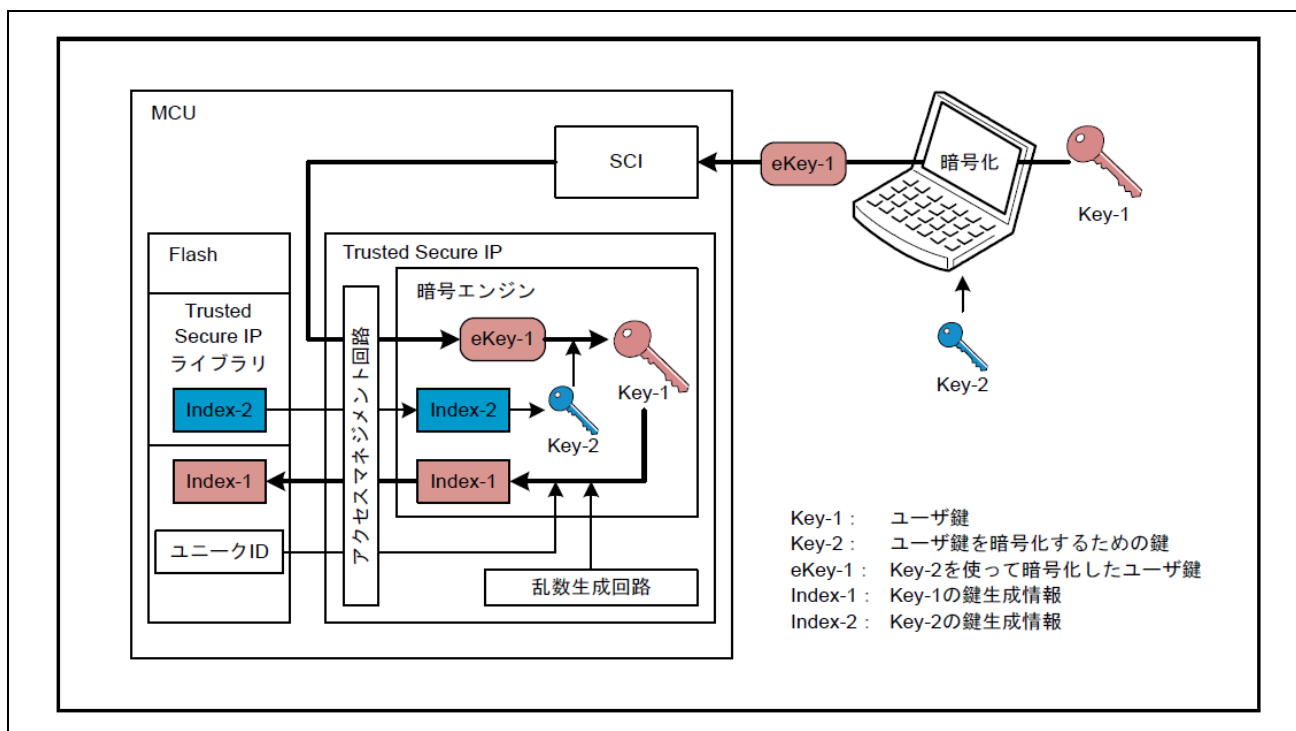 MCU
SCI
eKey-1
暗号化
Key-1
Key-2
Flash
Trusted
Secure IP
ライブラリ
Index-2
Index-1
ユニークID
Trusted Secure IP
アクセスマネジメント回路
暗号エンジン
eKey-1
Key-1
Index-2
Key-2
Index-1
乱数生成回路
Key-1： ユーザ鍵
Key-2： ユーザ鍵を暗号化するための鍵
eKey-1： Key-2を使って暗号化したユーザ鍵
Index-1： Key-1の鍵生成情報
Index-2： Key-2の鍵生成情報